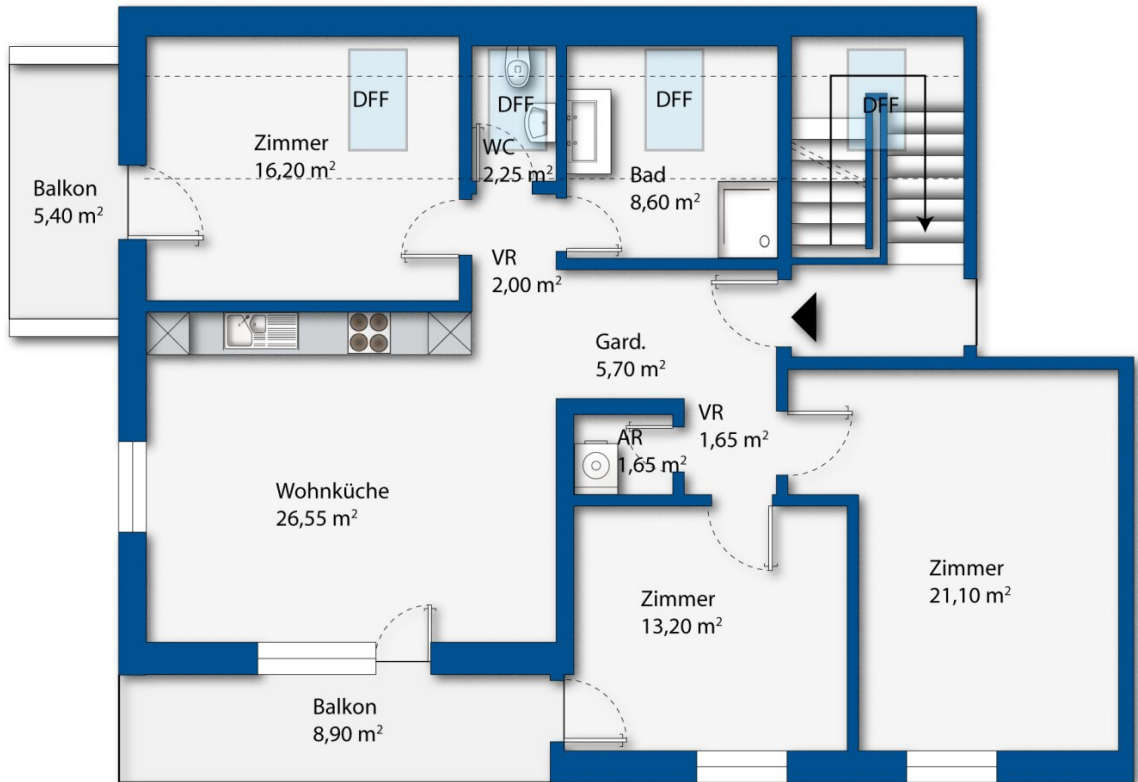 DFF
DFF
DFF
DFF
Zimmer
16,20 m²
WC
2,25 m²
Bad
8,60 m²
Balkon
5,40 m²
VR
2,00 m²
Gard.
5,70 m²
VR
1,65 m²
AR
1,65 m²
Wohnküche
26,55 m²
Zimmer
21,10 m²
Zimmer
13,20 m²
Balkon
8,90 m²